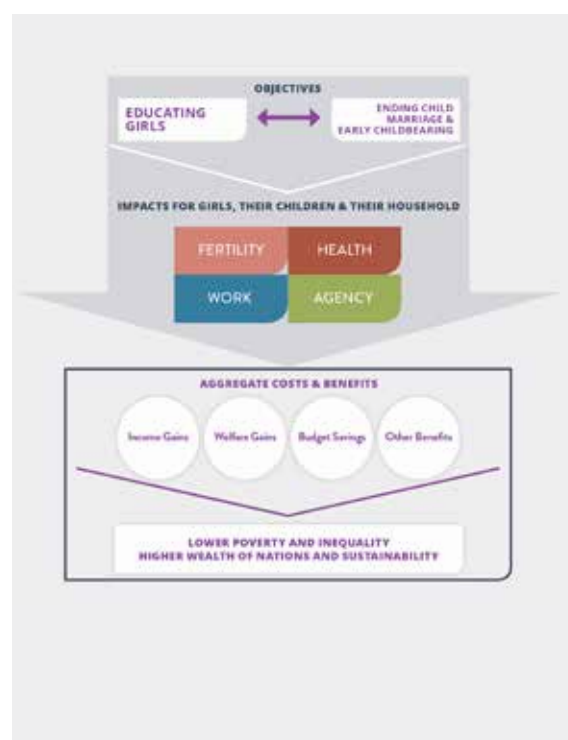 OBJECTIVES
EDUCATING
GIRLS
ENDING CHILD
MARRIAGE &
EARLY CHILDBEARING
IMPACTS FOR GIRLS, THEIR CHILDREN & THEIR HOUSEHOLD
FERTILITY HEALTH
WORK AGENCY
AGGREGATE COSTS & BENEFITS
Income Gains Welfare Gains Budget Savings Other Benefits
LOWER POVERTY AND INEQUALITY
HIGHER WEALTH OF NATIONS AND SUSTAINABILITY